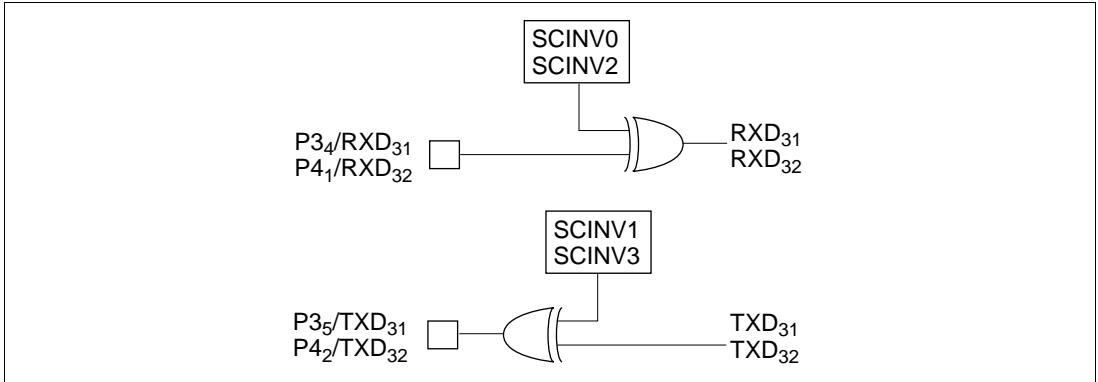 SCINV0
SCINV2
P3₄/RXD₃₁
P4₁/RXD₃₂
RXD₃₁
RXD₃₂
SCINV1
SCINV3
P3₅/TXD₃₁
P4₂/TXD₃₂
TXD₃₁
TXD₃₂